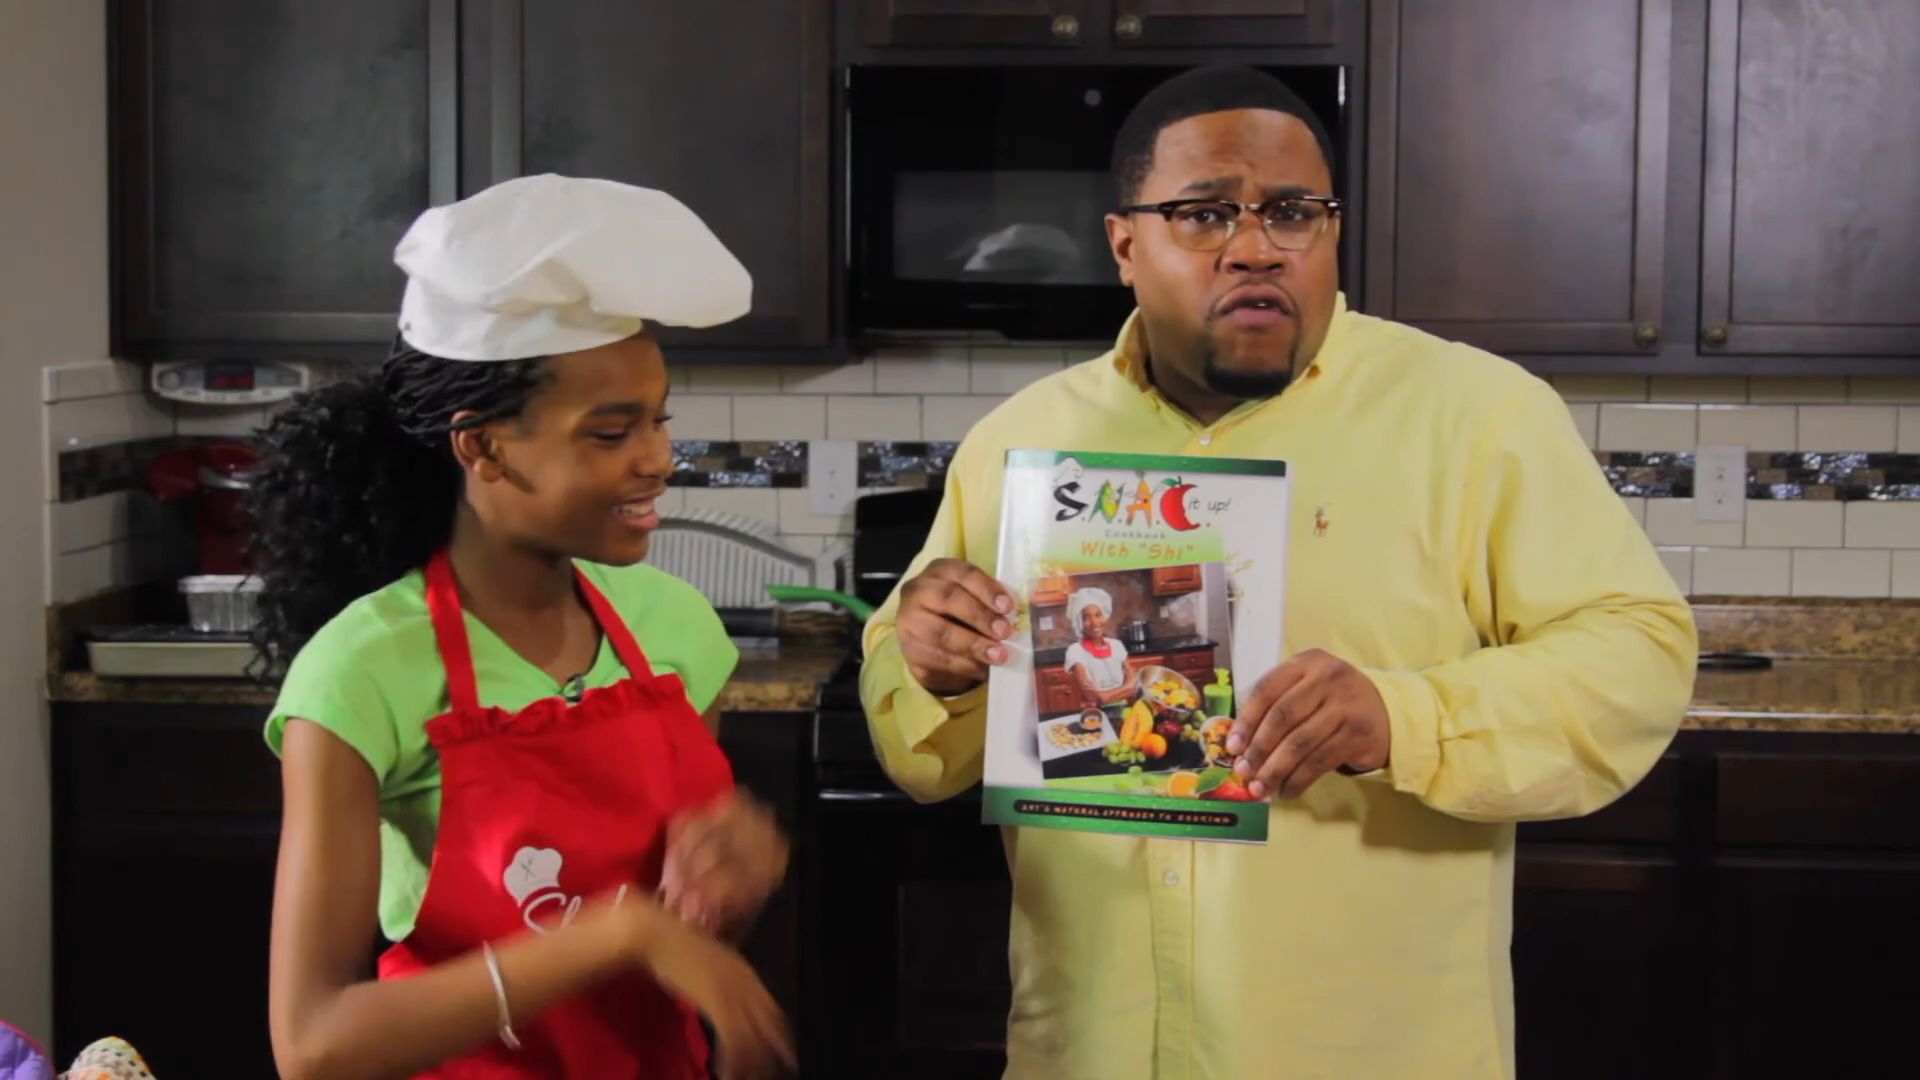 S.N.A.C. it up!
Cookbook
With "Shi"
SHI'S NATURAL APPROACH TO COOKING